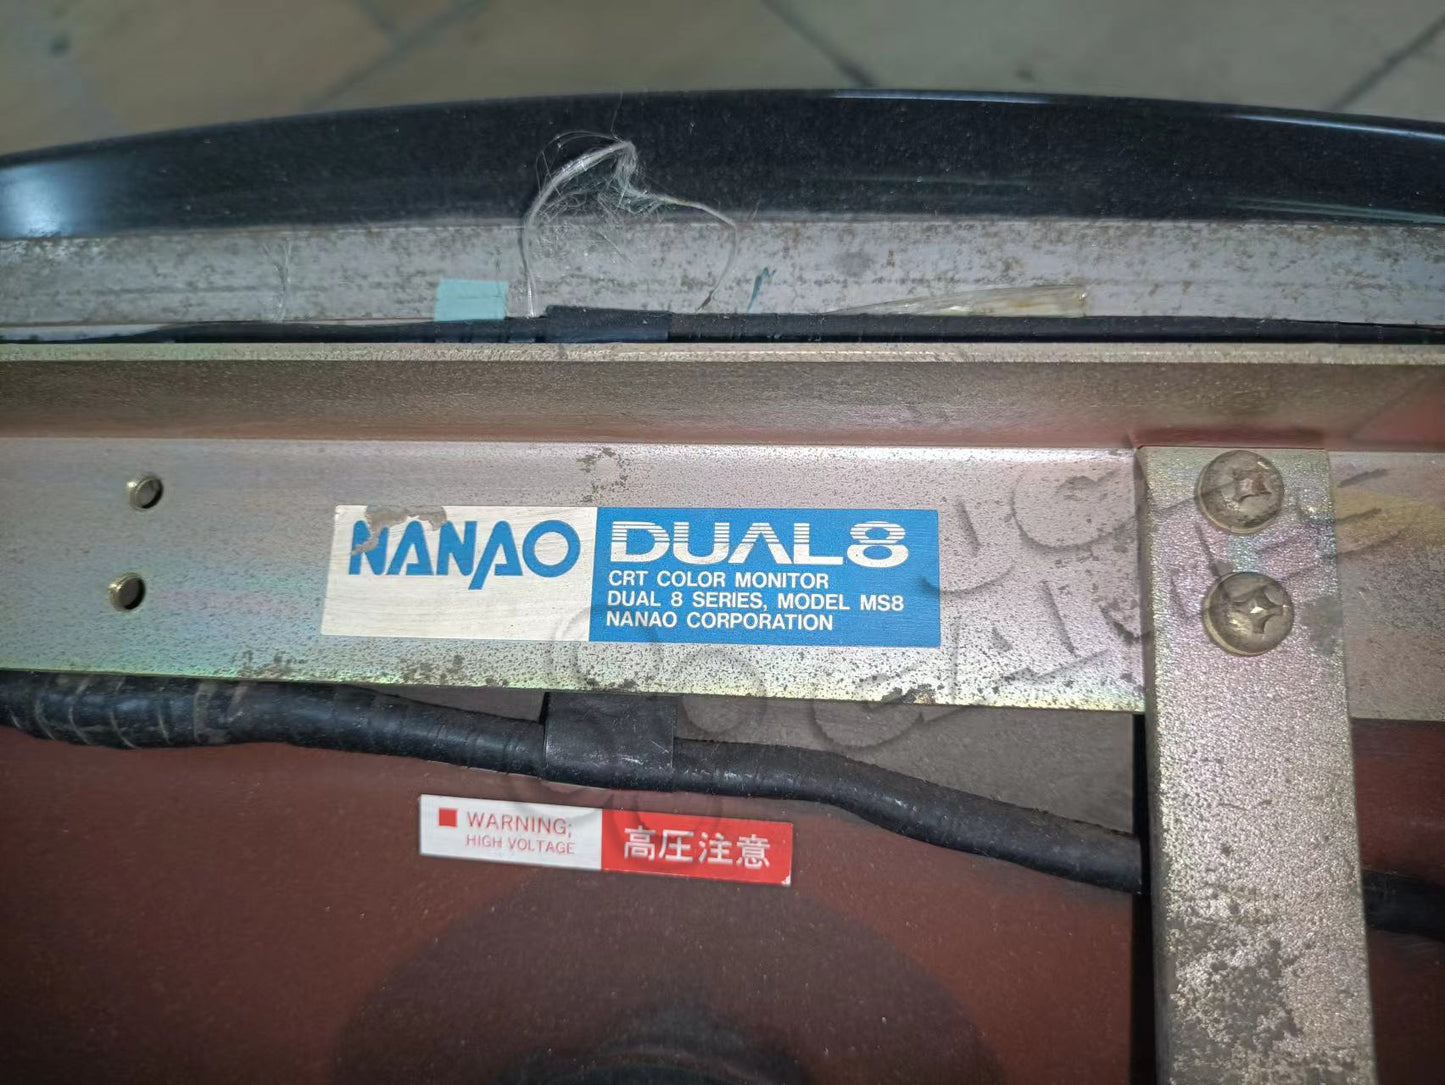 NANAO
DUAL8
CRT COLOR MONITOR
DUAL 8 SERIES, MODEL MS8
NANAO CORPORATION
WARNING;
HIGH VOLTAGE
高圧注意
GAMES